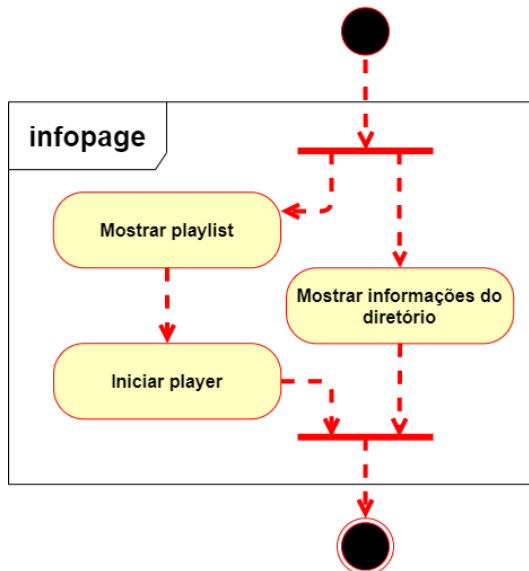 infopage
Mostrar playlist
Mostrar informações do
diretório
Iniciar player